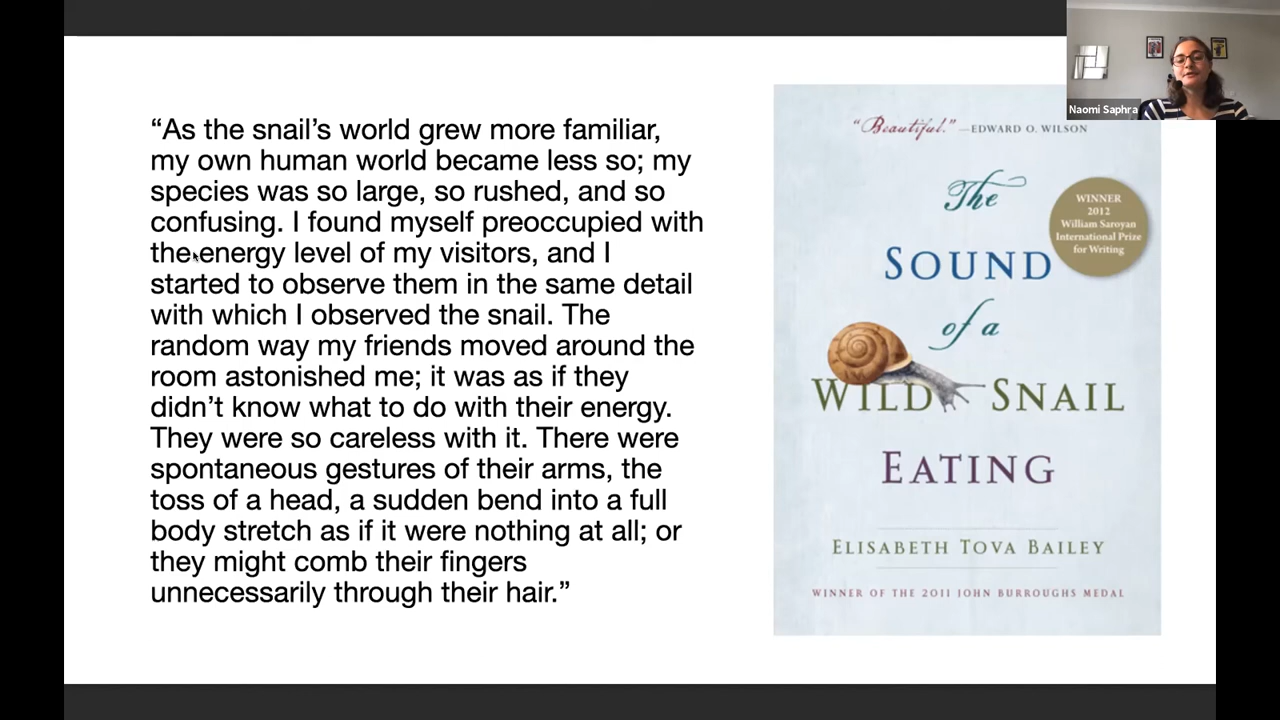 “As the snail’s world grew more familiar,
my own human world became less so; my
species was so large, so rushed, and so
confusing. I found myself preoccupied with
the energy level of my visitors, and I
started to observe them in the same detail
with which I observed the snail. The
random way my friends moved around the
room astonished me; it was as if they
didn’t know what to do with their energy.
They were so careless with it. There were
spontaneous gestures of their arms, the
toss of a head, a sudden bend into a full
body stretch as if it were nothing at all; or
they might comb their fingers
unnecessarily through their hair.”
“Beautiful.” —EDWARD O. WILSON
The
SOUND
of a
WILD SNAIL
EATING
WINNER
2012
William Saroyan
International Prize
for Writing
ELISABETH TOVA BAILEY
WINNER OF THE 2011 JOHN BURROUGHS MEDAL
Naomi Saphra